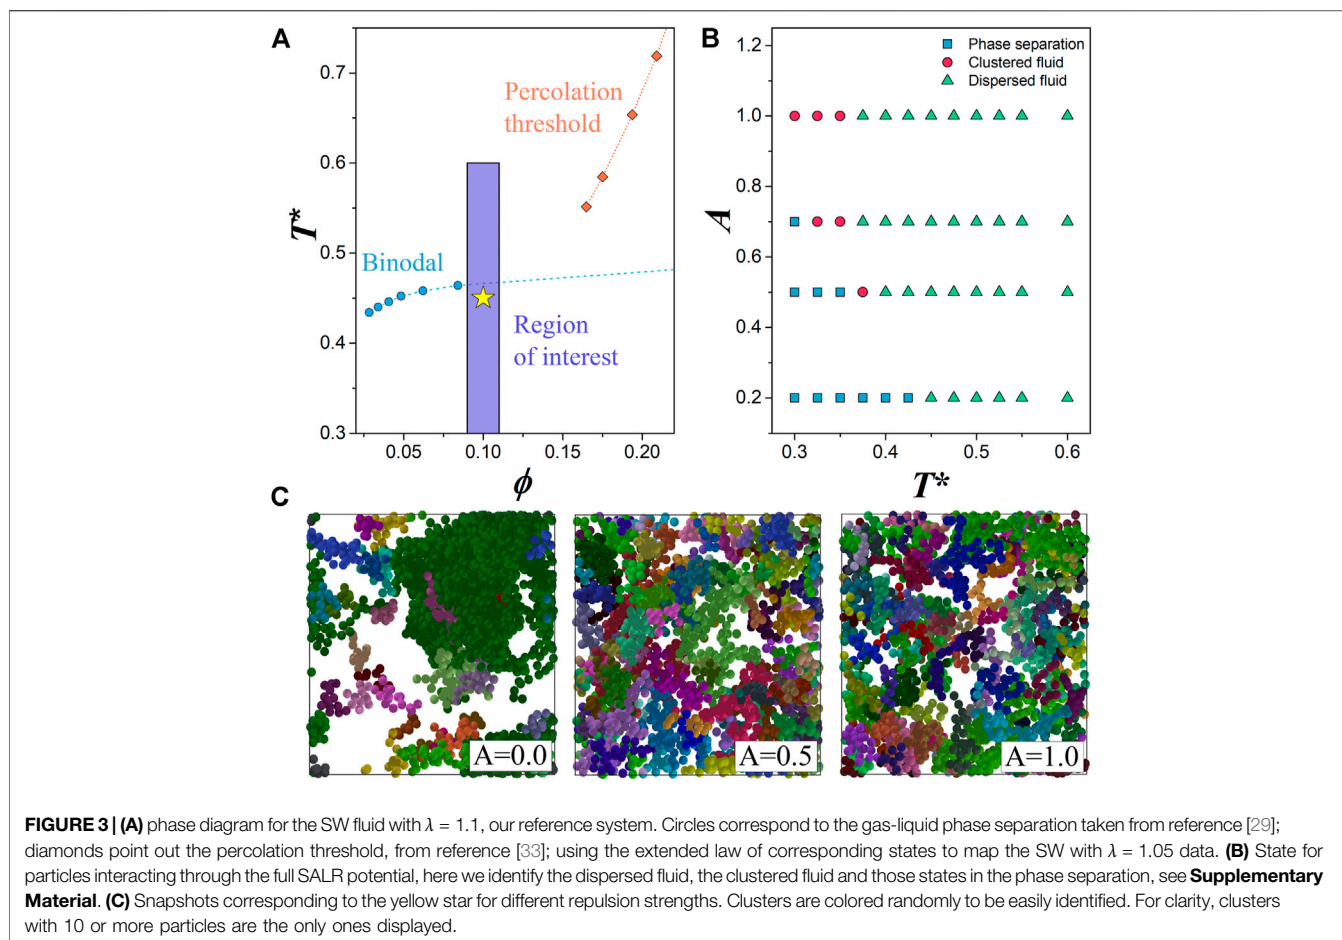 A
T*
0.7
0.6
0.5
0.4
0.3
0.05
0.10
0.15
0.20
ϕ
Percolation
threshold
Binodal
Region
of interest
B
A
1.2
1.0
0.8
0.6
0.4
0.2
0.3
0.4
0.5
0.6
T*
Phase separation
Clustered fluid
Dispersed fluid
C
A=0.0
A=0.5
A=1.0
FIGURE 3 | (A) phase diagram for the SW fluid with λ = 1.1, our reference system. Circles correspond to the gas-liquid phase separation taken from reference [29];
diamonds point out the percolation threshold, from reference [33]; using the extended law of corresponding states to map the SW with λ = 1.05 data. (B) State for
particles interacting through the full SALR potential, here we identify the dispersed fluid, the clustered fluid and those states in the phase separation, see Supplementary
Material. (C) Snapshots corresponding to the yellow star for different repulsion strengths. Clusters are colored randomly to be easily identified. For clarity, clusters
with 10 or more particles are the only ones displayed.